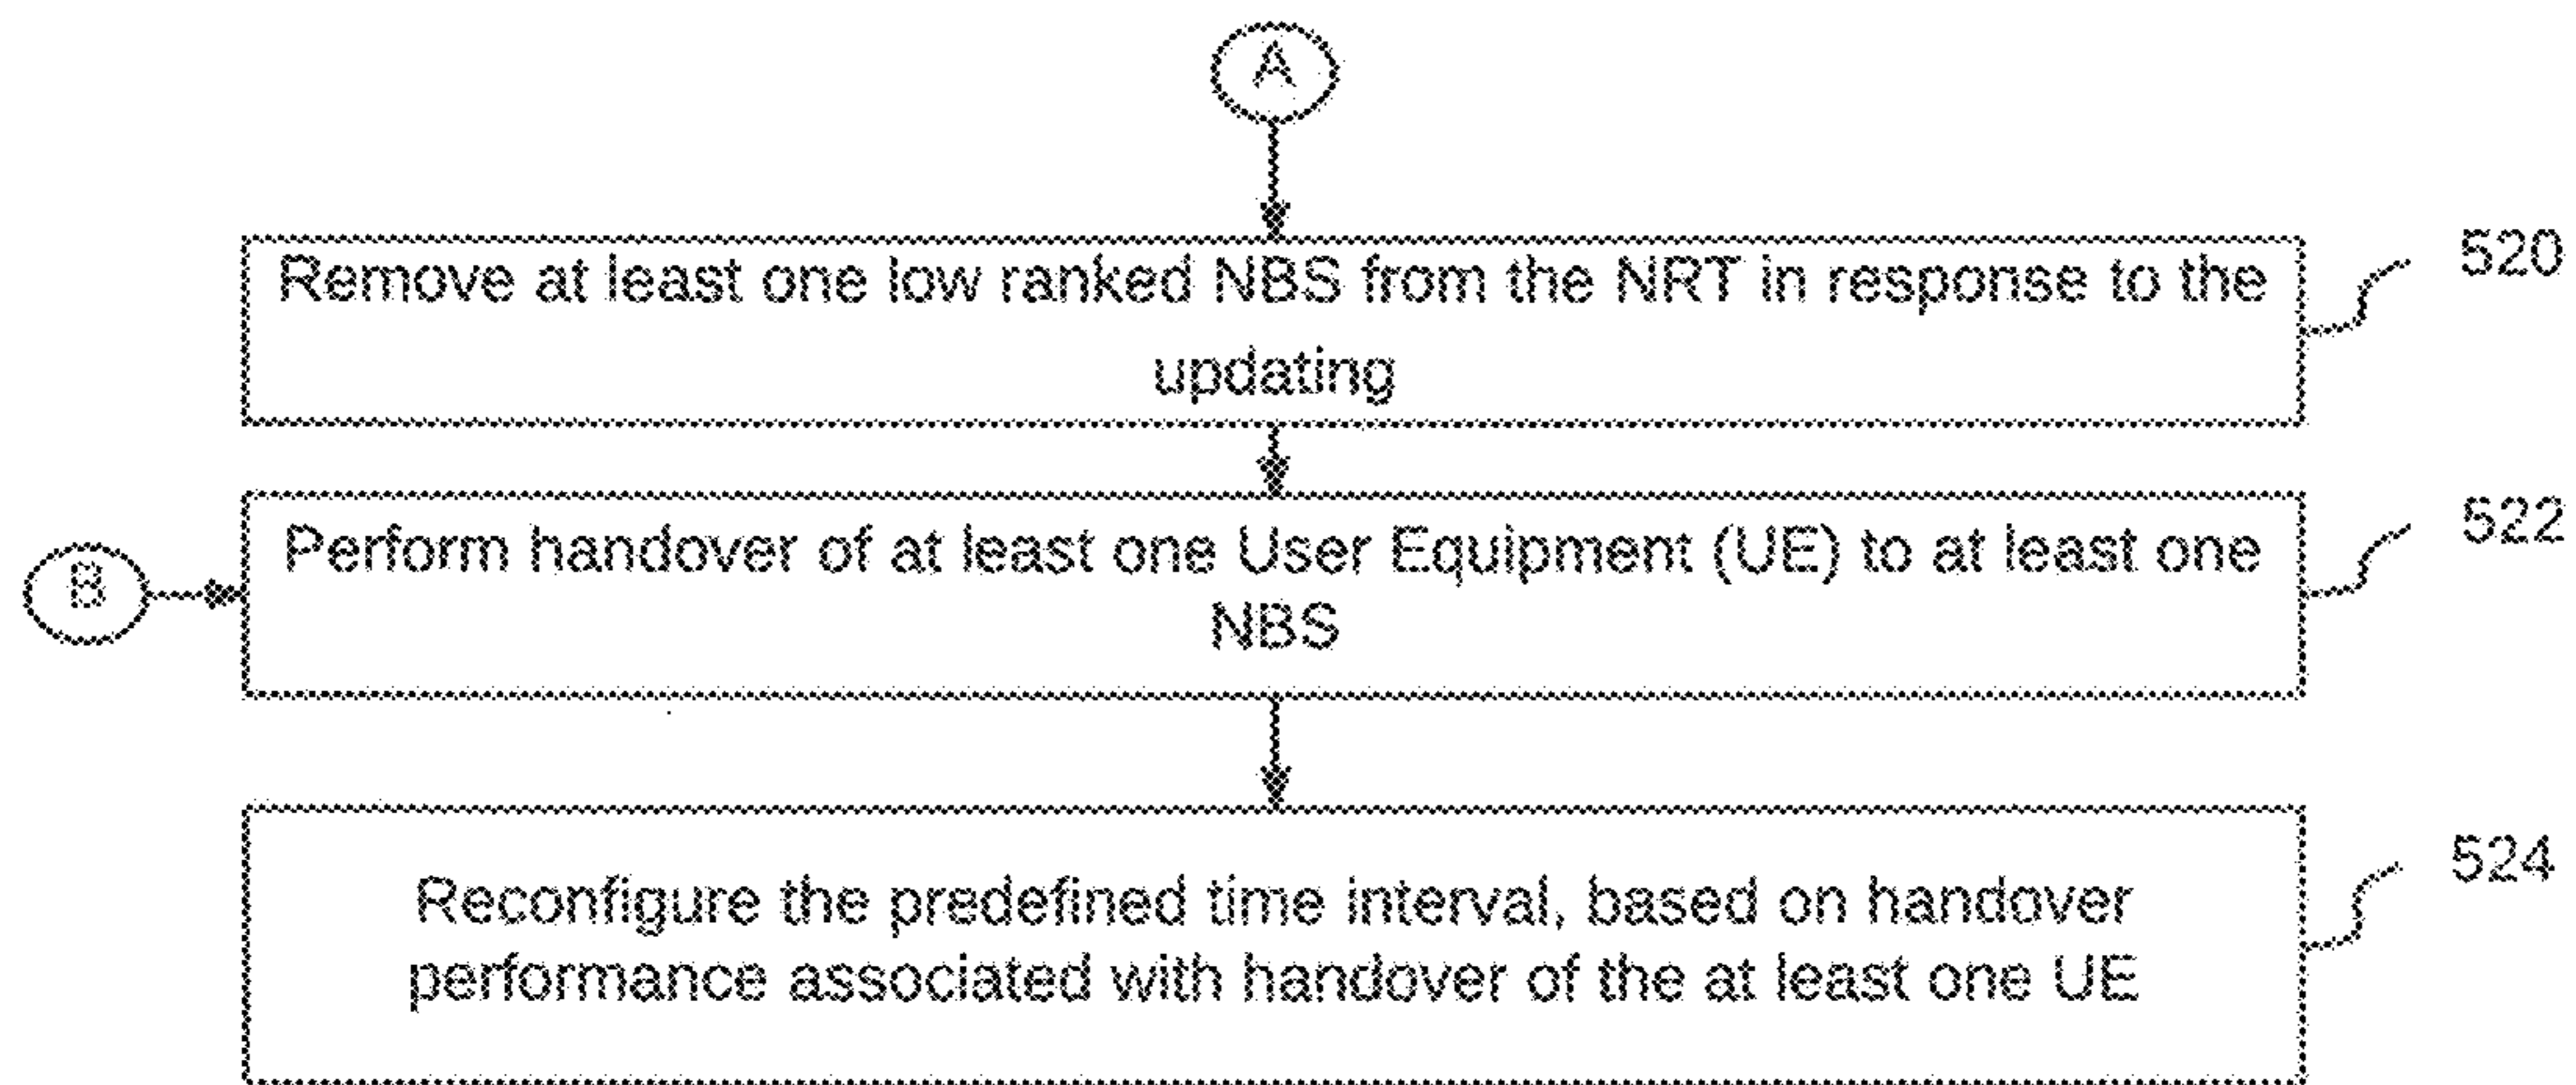 A
Remove at least one low ranked NBS from the NRT in response to the
updating
520
Perform handover of at least one User Equipment (UE) to at least one
NBS
522
B
Reconfigure the predefined time interval, based on handover
performance associated with handover of the at least one UE
524